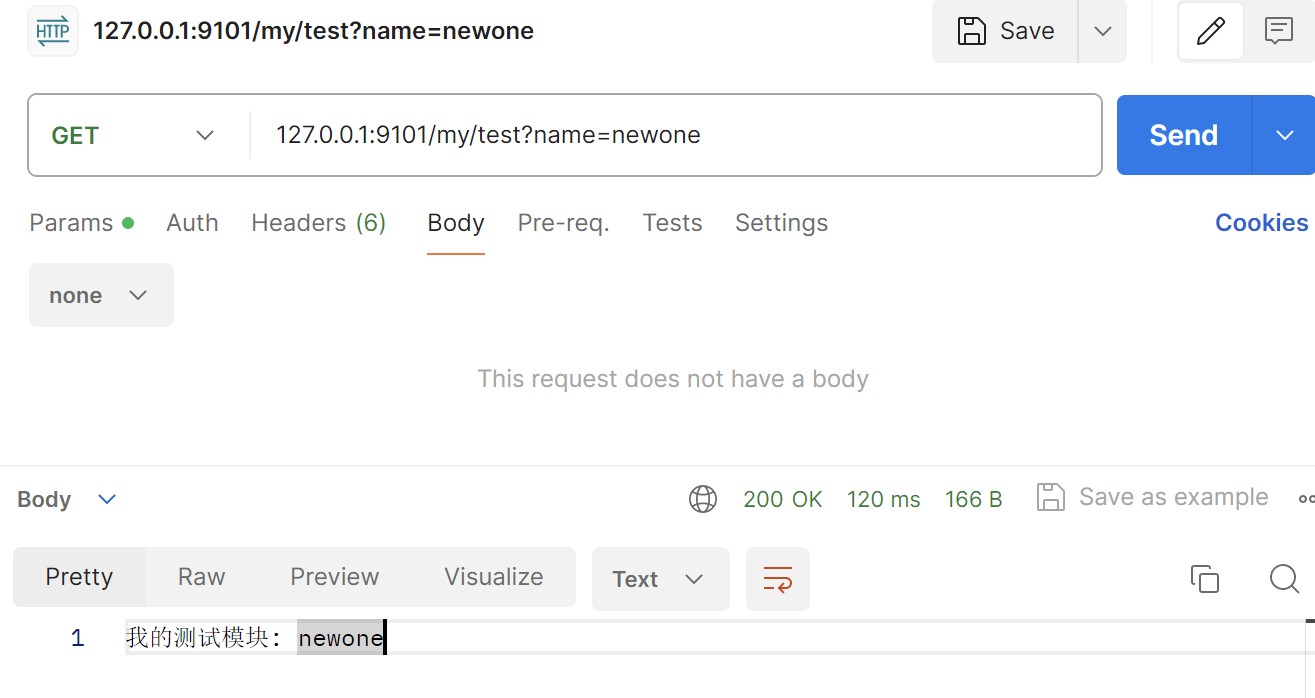 HTTP 127.0.0.1:9101/my/test?name=newone Save
GET 127.0.0.1:9101/my/test?name=newone Send
Params Auth Headers (6) Body Pre-req. Tests Settings Cookies
none
This request does not have a body
Body 200 OK 120 ms 166 B Save as example
Pretty Raw Preview Visualize Text
1 我的测试模块: newone